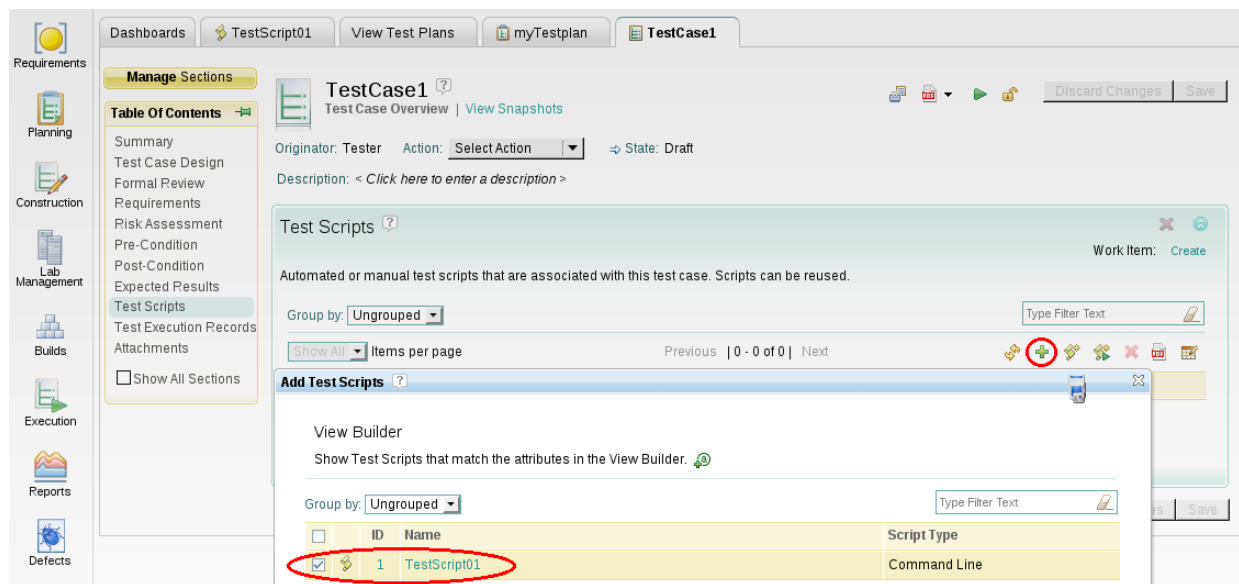 Dashboards TestScript01 View Test Plans myTestplan TestCase1
Requirements
Planning
Construction
Lab
Management
Builds
Execution
Reports
Defects
Manage Sections
Table Of Contents
Summary
Test Case Design
Formal Review
Requirements
Risk Assessment
Pre-Condition
Post-Condition
Expected Results
Test Scripts
Test Execution Records
Attachments
Show All Sections
TestCase1 ?
Test Case Overview | View Snapshots
Discard Changes Save
Originator: Tester Action: Select Action State: Draft
Description: < Click here to enter a description >
Test Scripts ?
Work Item: Create
Automated or manual test scripts that are associated with this test case. Scripts can be reused.
Group by: Ungrouped Type Filter Text
Show All Items per page Previous | 0 - 0 of 0 | Next
Add Test Scripts ?
View Builder
Show Test Scripts that match the attributes in the View Builder.
Group by: Ungrouped Type Filter Text
ID Name Script Type
1 TestScript01 Command Line
Save